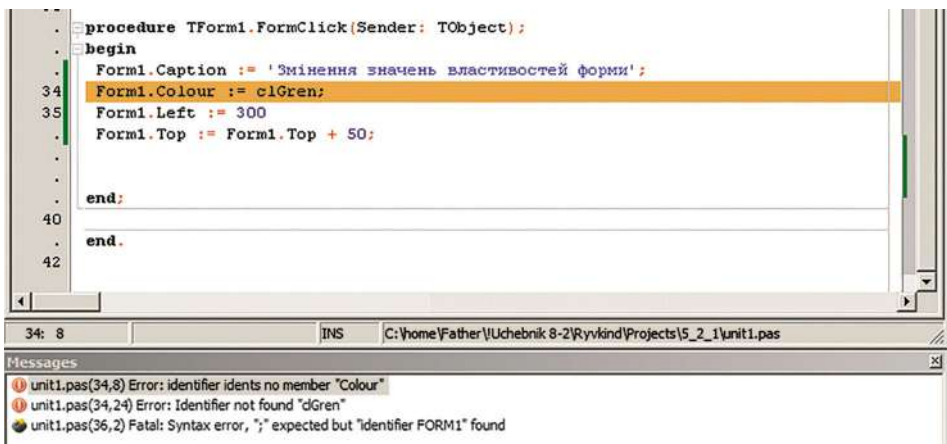 procedure TForm1.FormClick(Sender: TObject);
begin
Form1.Caption := 'Змінення значень властивостей форми';
34 Form1.Colour := clGren;
35 Form1.Left := 300
Form1.Top := Form1.Top + 50;
end;
40
end.
42
34: 8 INS C:\home\Father\!Uchebnik 8-2\Ryvkind\Projects\5_2_1\unit1.pas
Messages
unit1.pas(34,8) Error: identifier idents no member "Colour"
unit1.pas(34,24) Error: Identifier not found "clGren"
unit1.pas(36,2) Fatal: Syntax error, ";" expected but "identifier FORM1" found